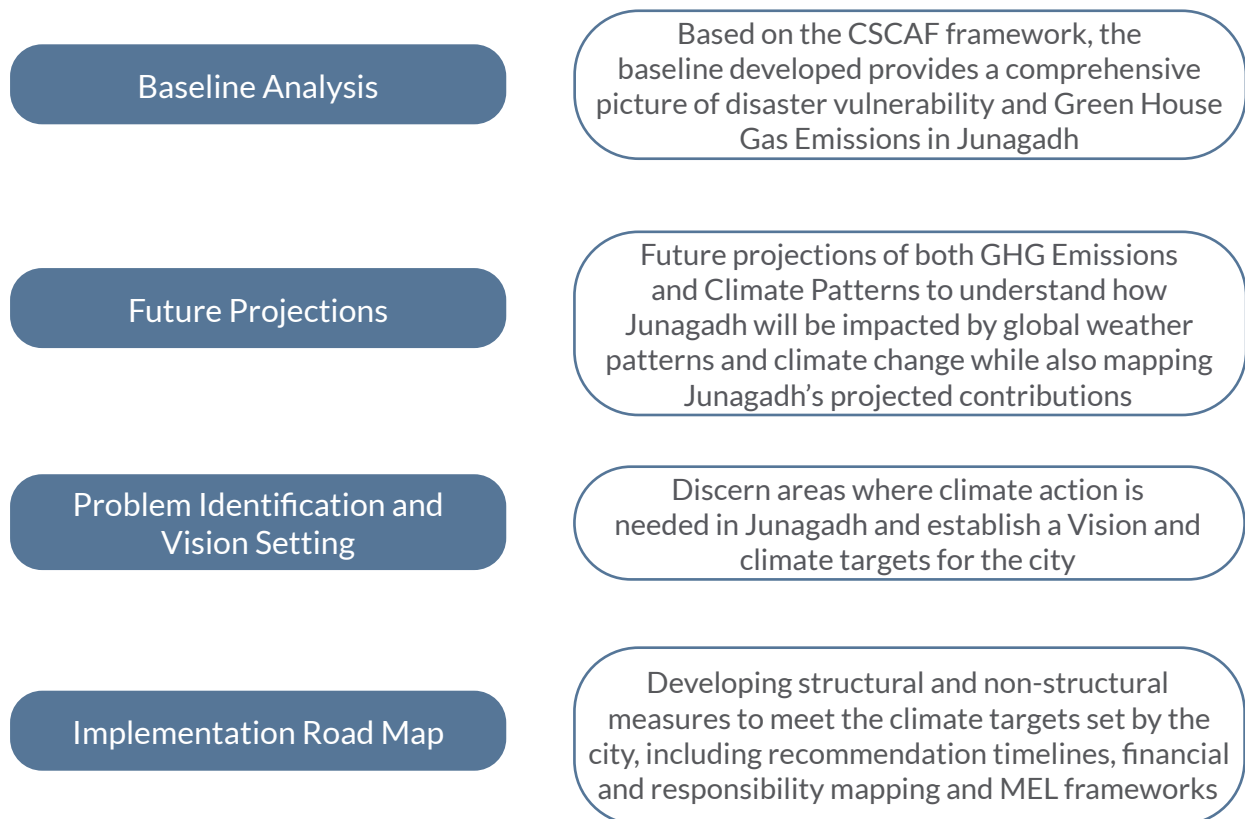 Baseline Analysis
Based on the CSCAF framework, the
baseline developed provides a comprehensive
picture of disaster vulnerability and Green House
Gas Emissions in Junagadh
Future Projections
Future projections of both GHG Emissions
and Climate Patterns to understand how
Junagadh will be impacted by global weather
patterns and climate change while also mapping
Junagadh’s projected contributions
Problem Identification and
Vision Setting
Discern areas where climate action is
needed in Junagadh and establish a Vision and
climate targets for the city
Implementation Road Map
Developing structural and non-structural
measures to meet the climate targets set by the
city, including recommendation timelines, financial
and responsibility mapping and MEL frameworks